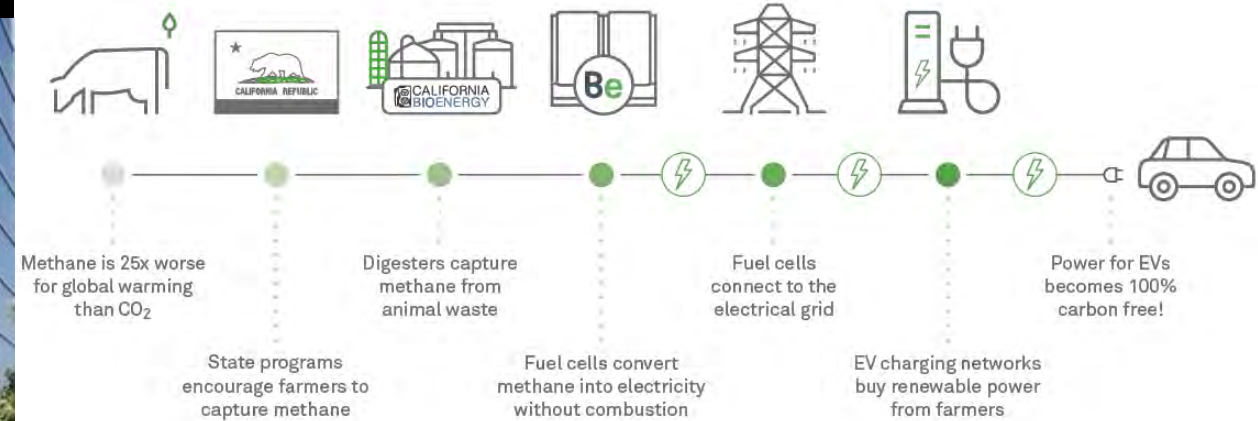 CALIFORNIA REPUBLIC
CALIFORNIA
BIOENERGY
Be
Methane is 25x worse
for global warming
than CO₂
State programs
encourage farmers to
capture methane
Digesters capture
methane from
animal waste
Fuel cells convert
methane into electricity
without combustion
Fuel cells
connect to the
electrical grid
EV charging networks
buy renewable power
from farmers
Power for EVs
becomes 100%
carbon free!